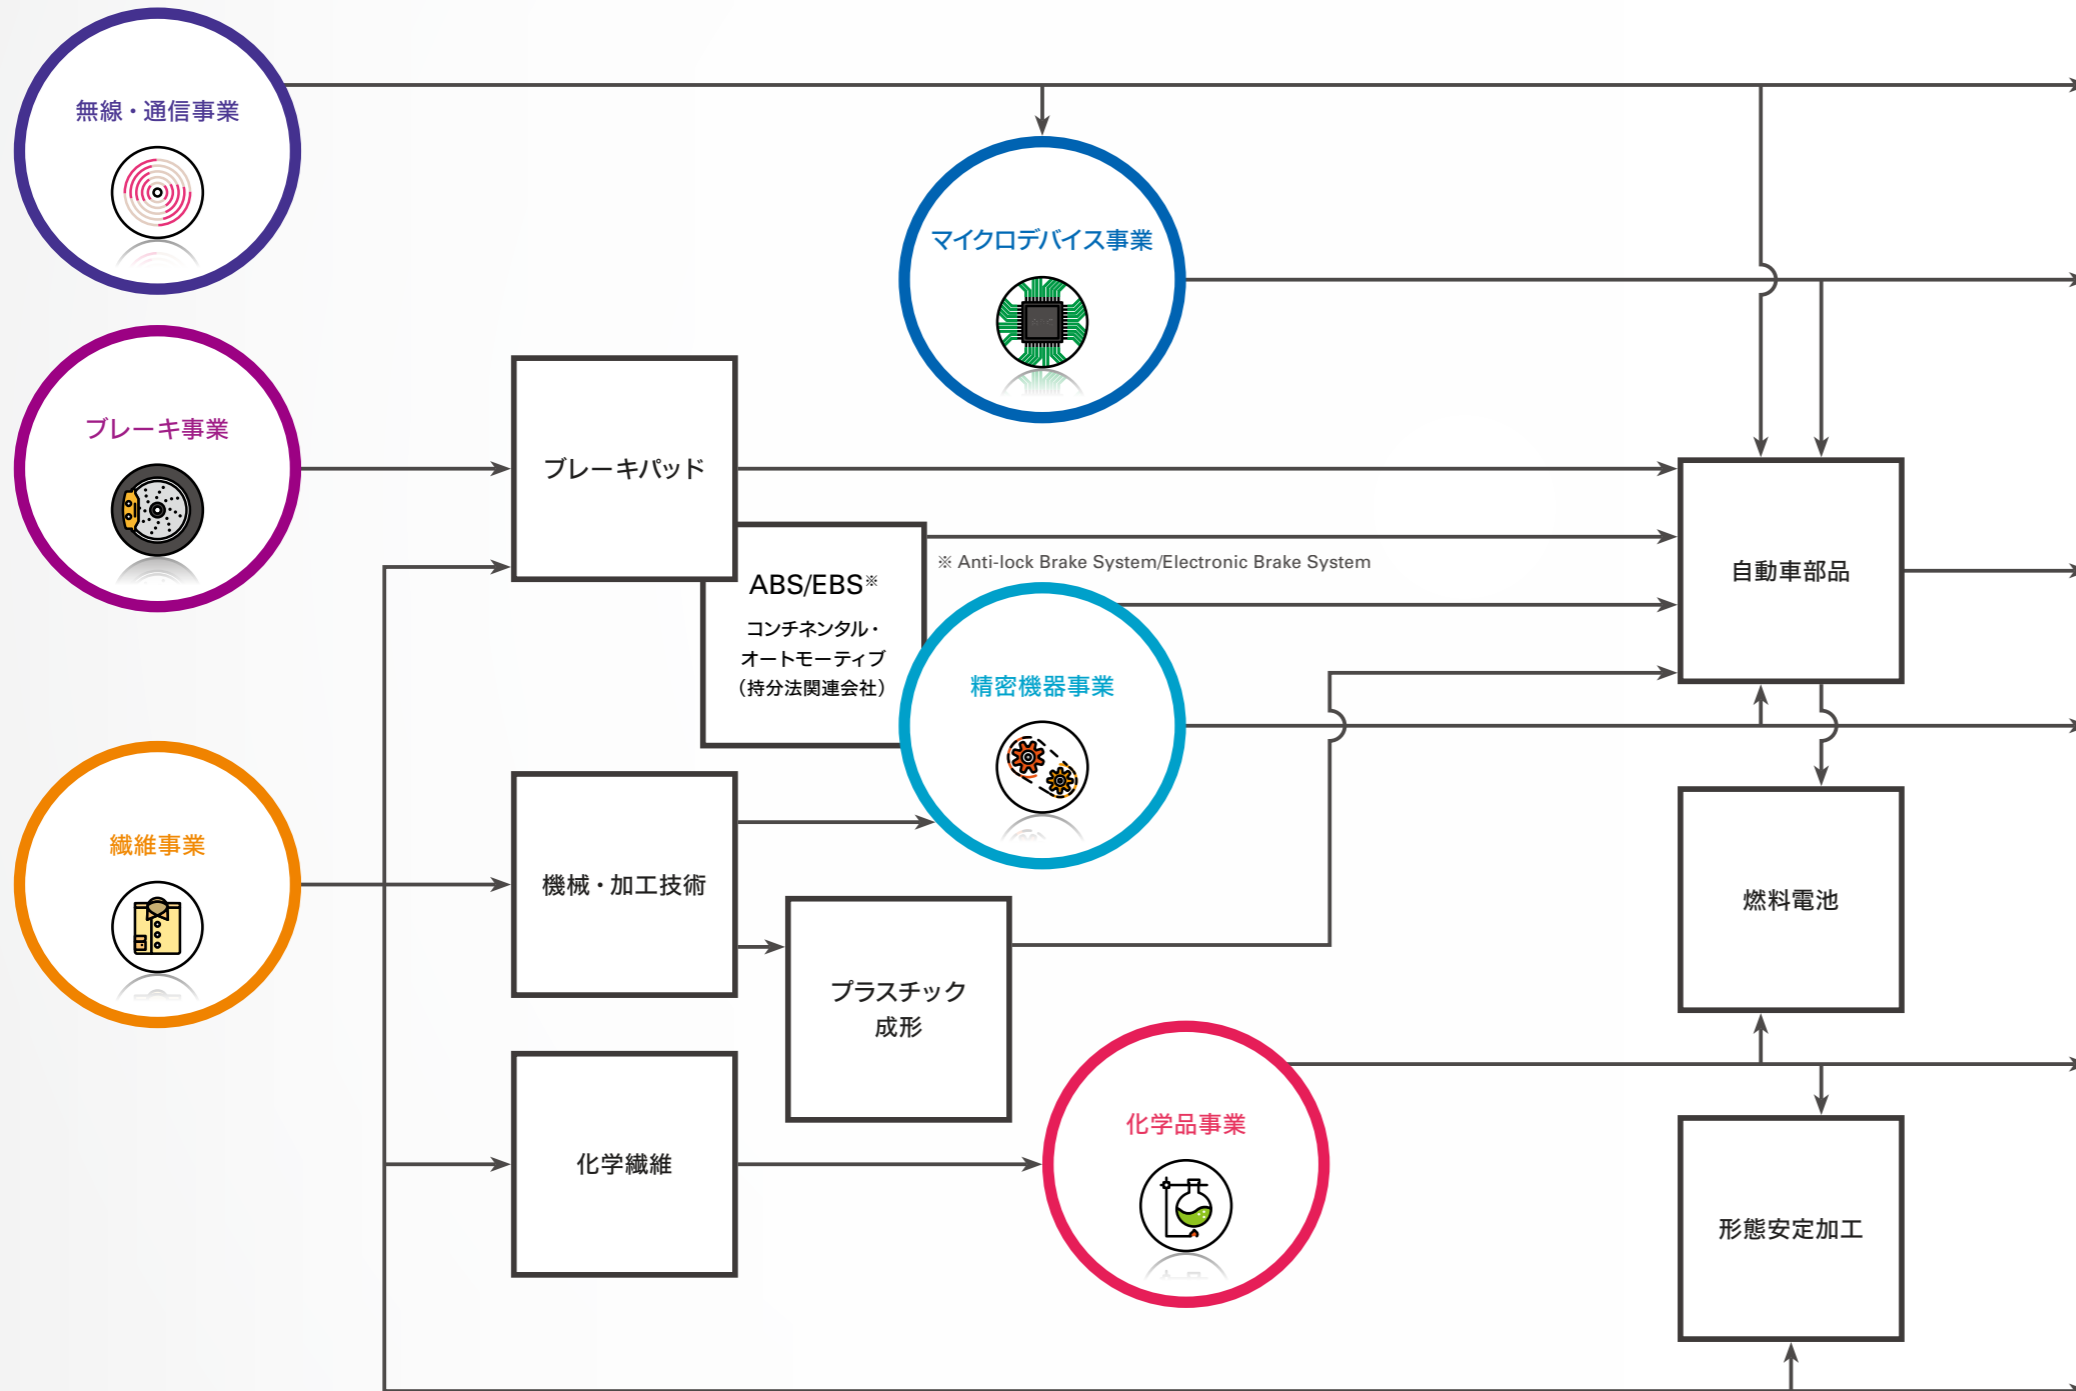 無線・通信事業
マイクロデバイス事業
ブレーキ事業
ブレーキパッド
※ Anti-lock Brake System/Electronic Brake System
自動車部品
ABS/EBS※
コンチネンタル・
オートモーティブ
（持分法関連会社）
精密機器事業
繊維事業
機械・加工技術
燃料電池
プラスチック
成形
化学品事業
化学繊維
形態安定加工